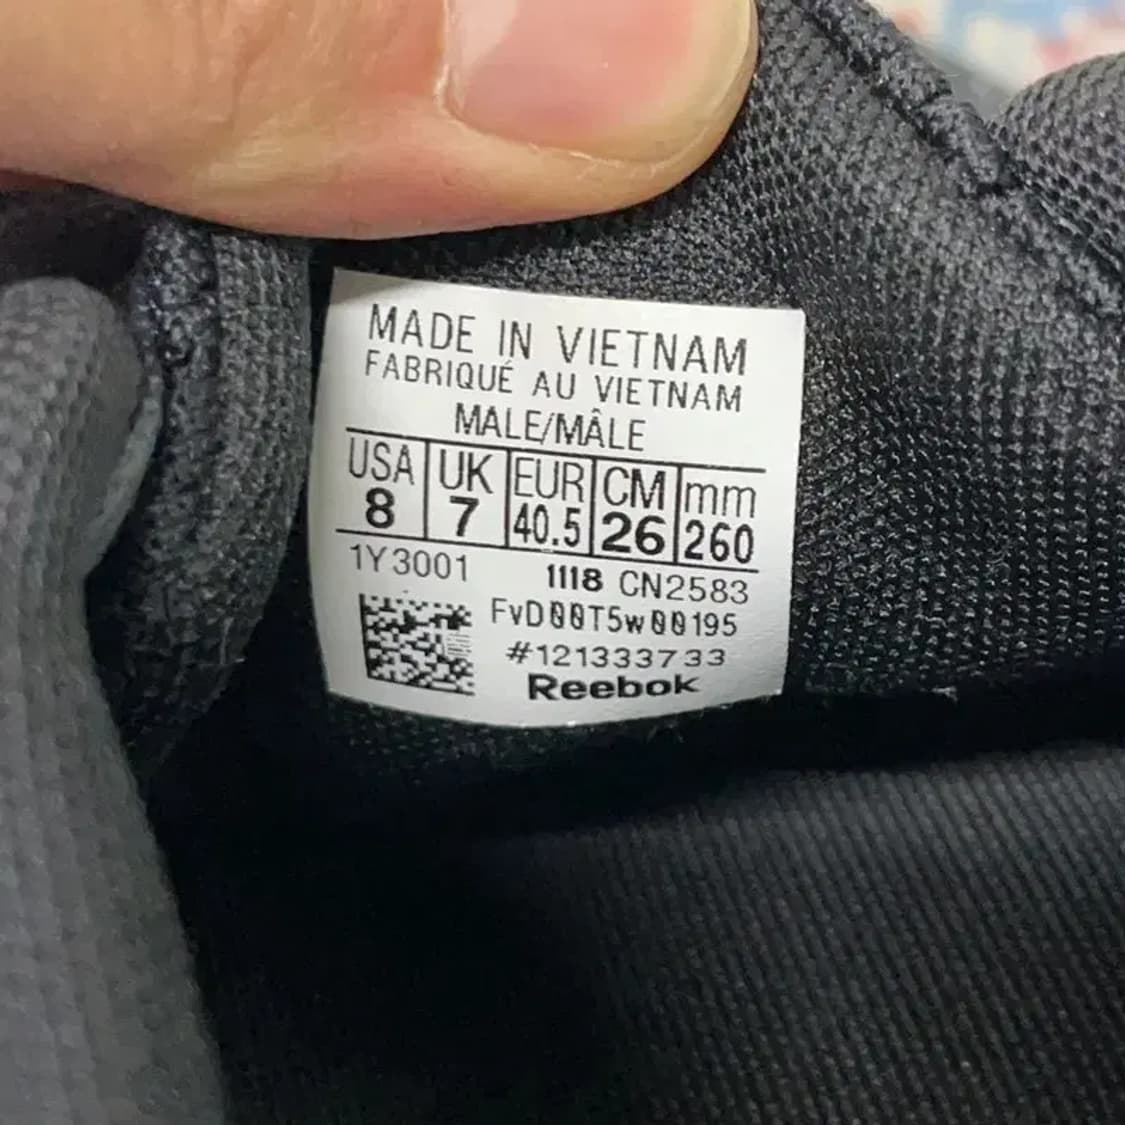 MADE IN VIETNAM
FABRIQUÉ AU VIETNAM
MALE/MÂLE
USA UK EUR CM mm
8 7 40.5 26 260
1Y3001 1118 CN2583
FvD00T5w00195
#121333733
Reebok